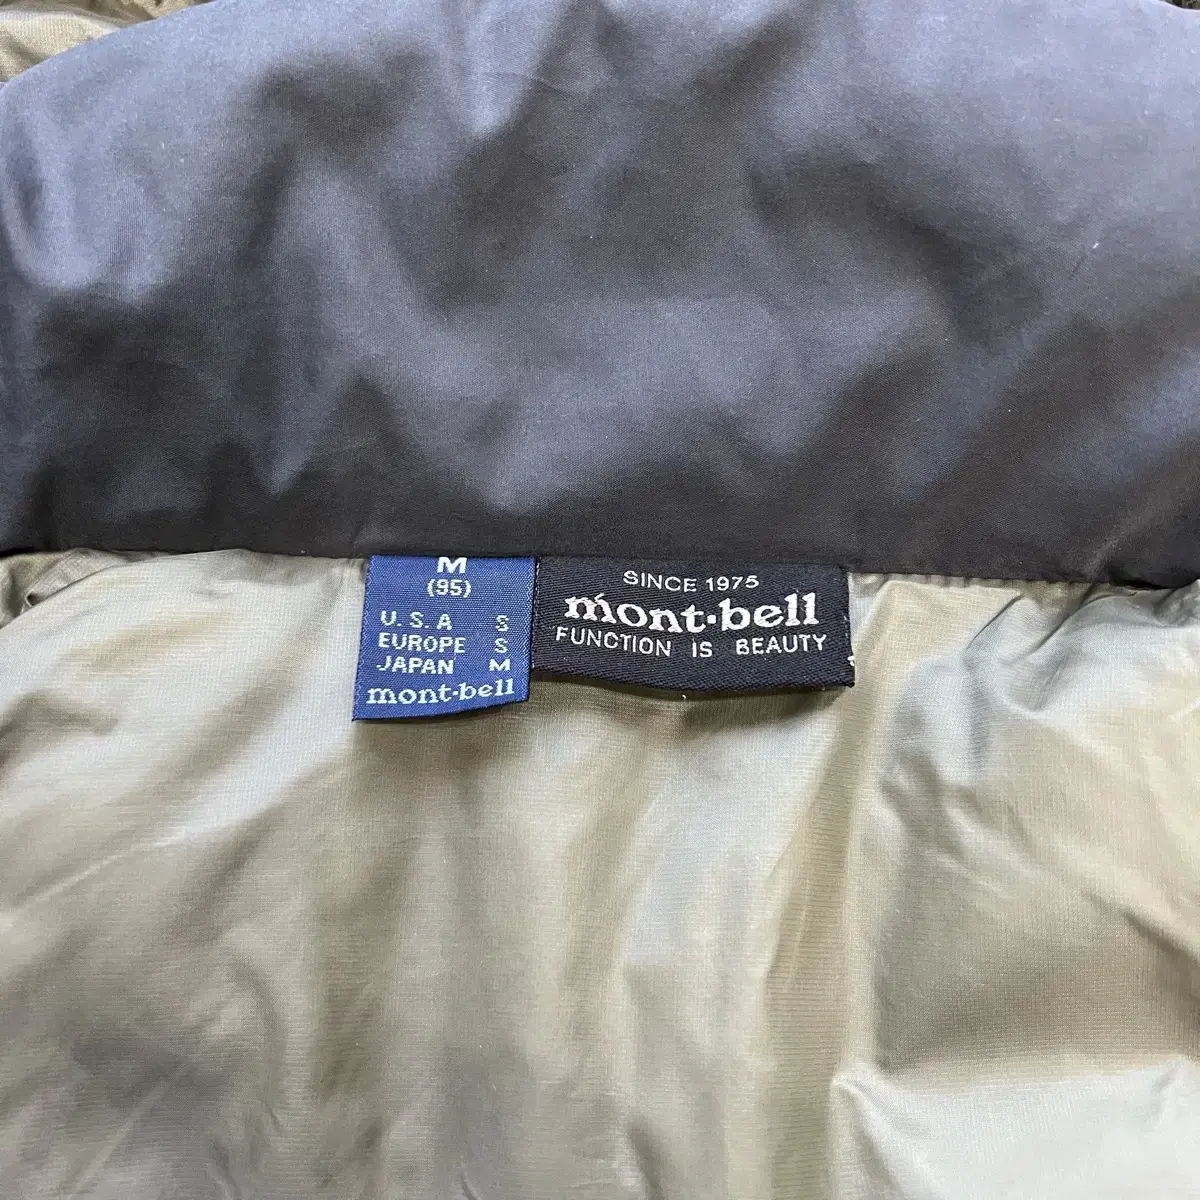 M
(95)
U.S.A S
EUROPE S
JAPAN M
mont-bell
SINCE 1975
mont-bell
FUNCTION IS BEAUTY